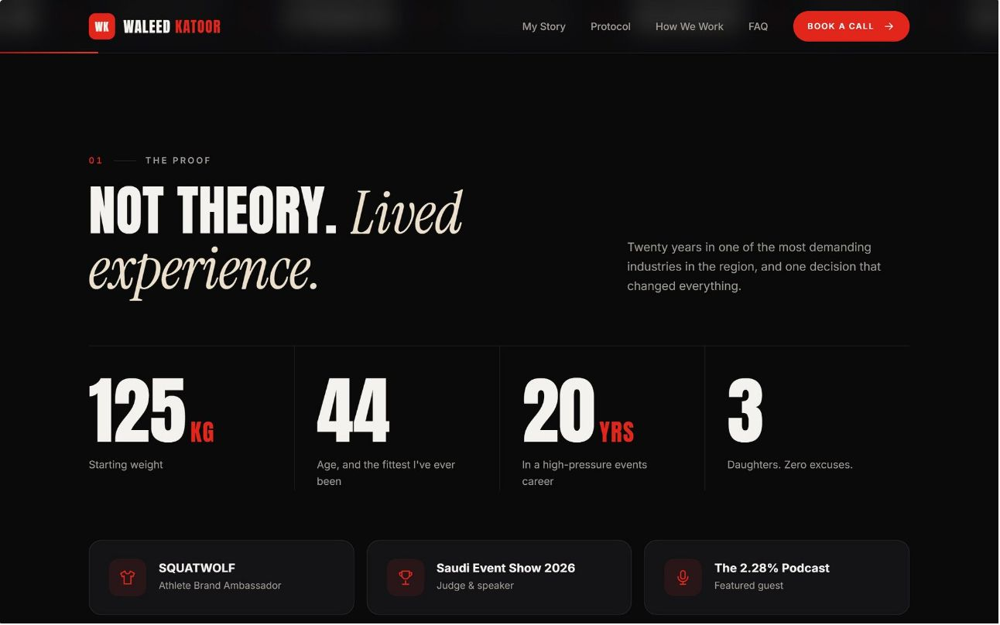 WK WALEED KATOOR
My Story
Protocol
How We Work
FAQ
BOOK A CALL
01 THE PROOF
NOT THEORY. Lived
experience.
Twenty years in one of the most demanding
industries in the region, and one decision that
changed everything.
125 KG
Starting weight
44
Age, and the fittest I've ever
been
20 YRS
In a high-pressure events
career
3
Daughters. Zero excuses.
SQUATWOLF
Athlete Brand Ambassador
Saudi Event Show 2026
Judge & speaker
The 2.28% Podcast
Featured guest